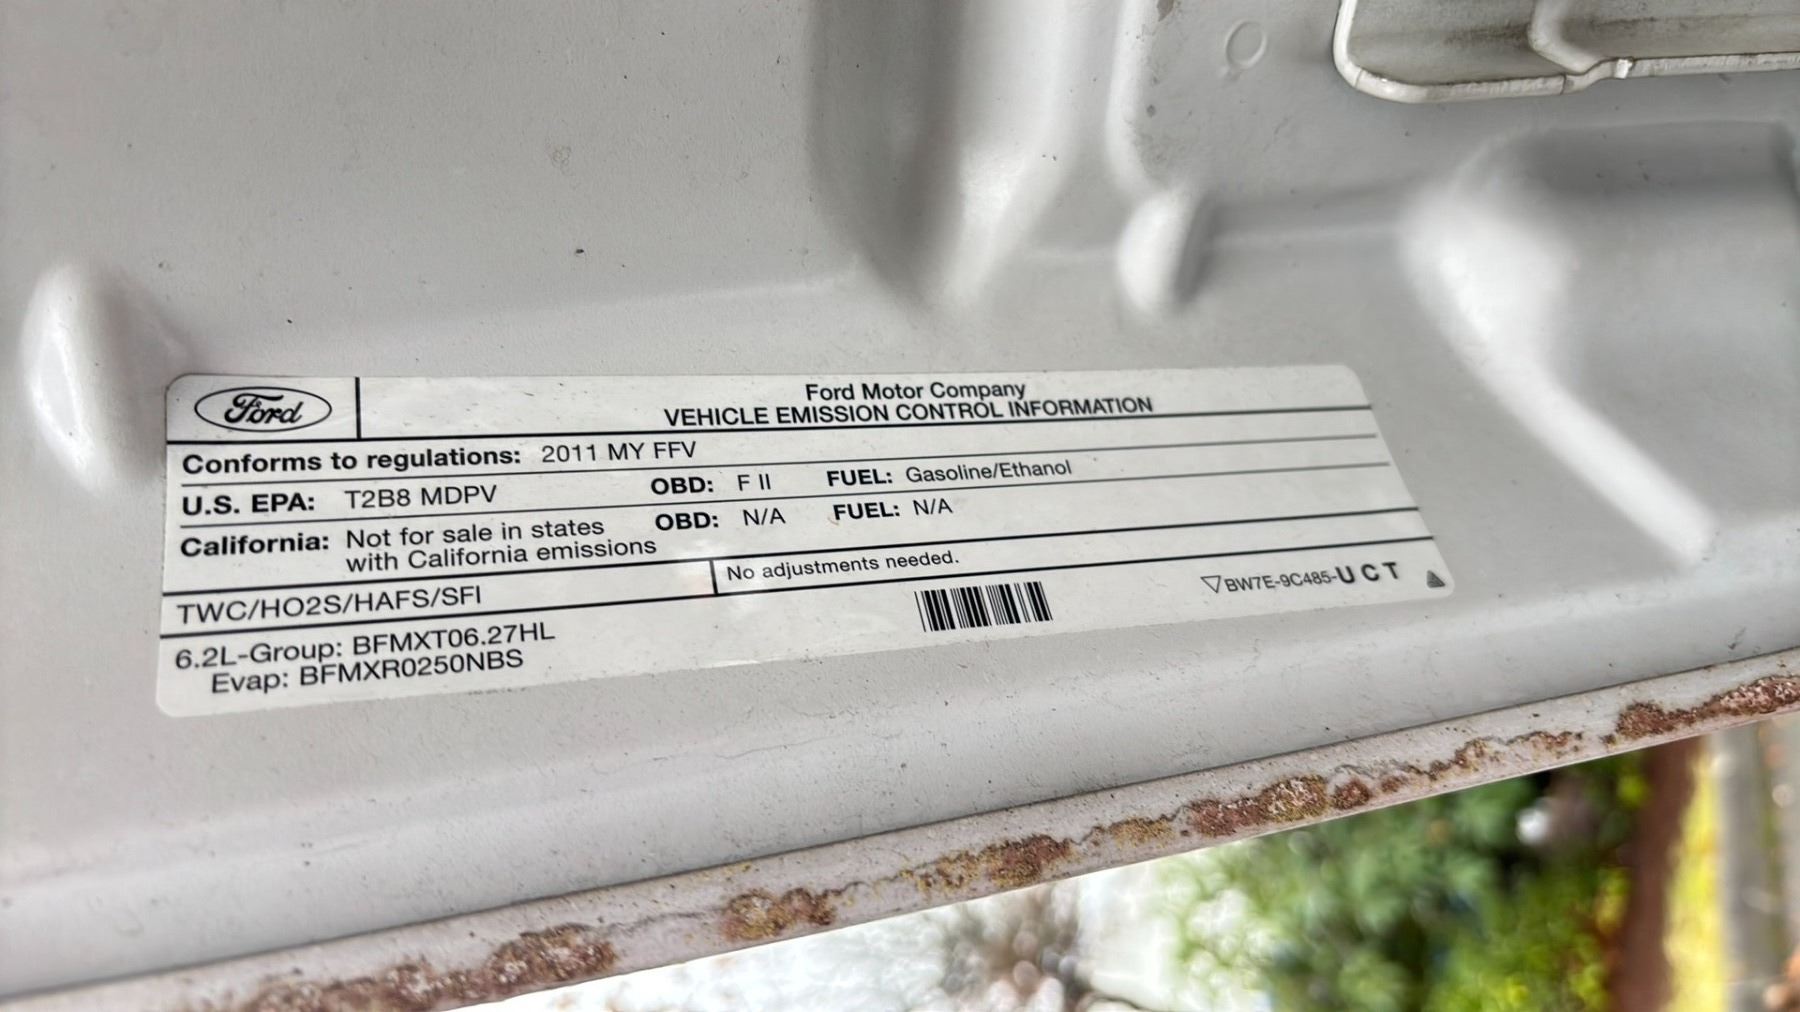 Ford
Ford Motor Company
VEHICLE EMISSION CONTROL INFORMATION
Conforms to regulations: 2011 MY FFV
U.S. EPA: T2B8 MDPV OBD: F II FUEL: Gasoline/Ethanol
California: Not for sale in states with California emissions OBD: N/A FUEL: N/A
TWC/HO2S/HAFS/SFI No adjustments needed.
6.2L-Group: BFMXT06.27HL
Evap: BFMXR0250NBS
BW7E-9C485-UCT